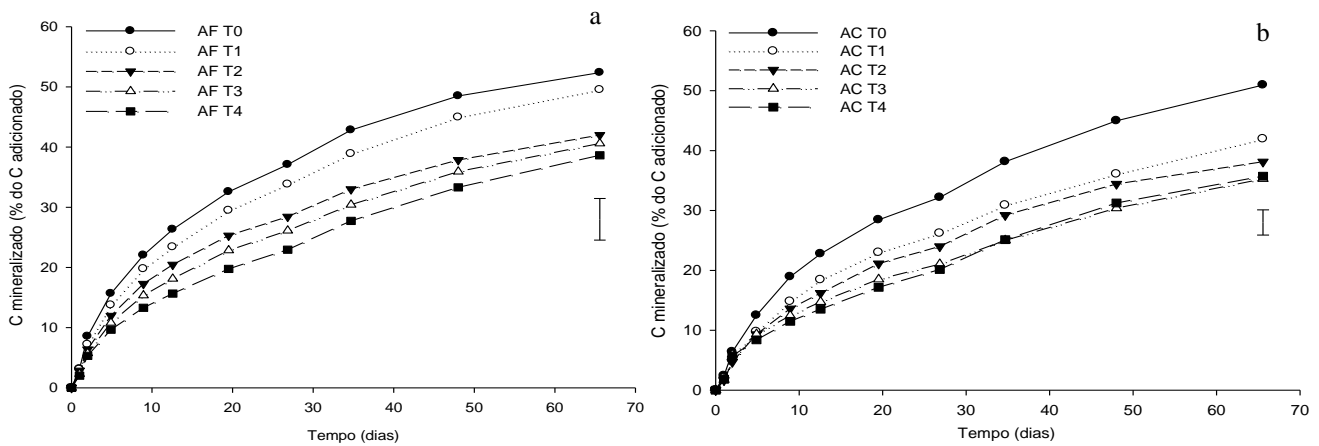 a
AF T0
AF T1
AF T2
AF T3
AF T4
C mineralizado (% do C adicionado)
60
50
40
30
20
10
0
0 10 20 30 40 50 60 70
Tempo (dias)
b
AC T0
AC T1
AC T2
AC T3
AC T4
C mineralizado (% do C adicionado)
60
50
40
30
20
10
0
0 10 20 30 40 50 60 70
Tempo (dias)